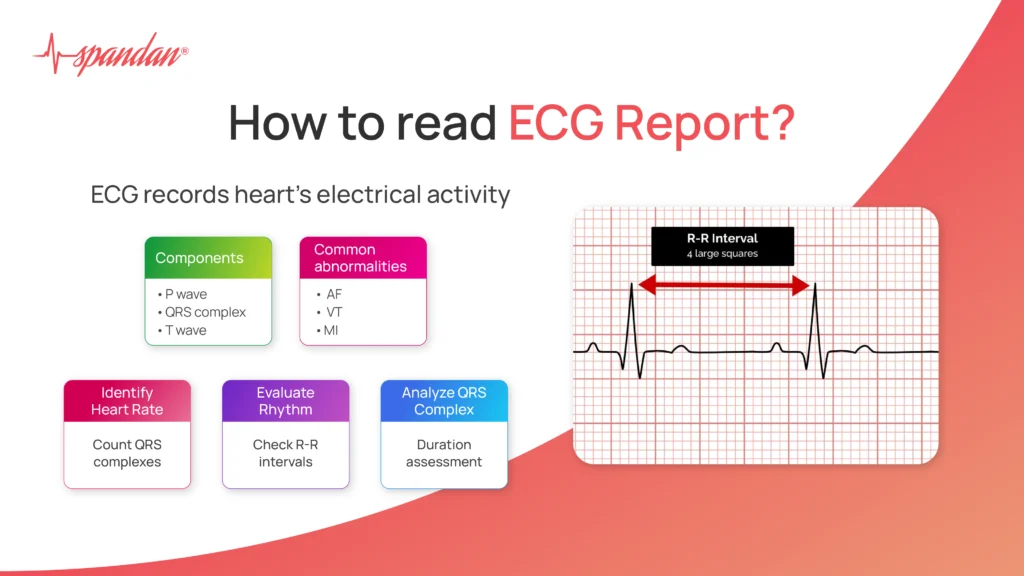 spandan®
How to read ECG Report?
ECG records heart's electrical activity
Components
• P wave
• QRS complex
• T wave
Common
abnormalities
• AF
• VT
• MI
Identify
Heart Rate
Count QRS
complexes
Evaluate
Rhythm
Check R-R
intervals
Analyze QRS
Complex
Duration
assessment
R-R Interval
4 large squares